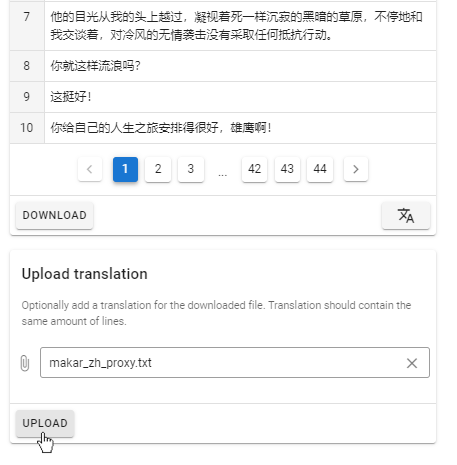 7 他的目光从我的头上越过，凝视着死一样沉寂的黑暗的草原，不停地和
我交谈着，对冷风的无情袭击没有采取任何抵抗行动。
8 你就这样流浪吗？
9 这挺好！
10 你给自己的人生之旅安排得很好，雄鹰啊！
1 2 3 ... 42 43 44
DOWNLOAD
Upload translation
Optionally add a translation for the downloaded file. Translation should contain the
same amount of lines.
makar_zh_proxy.txt
UPLOAD